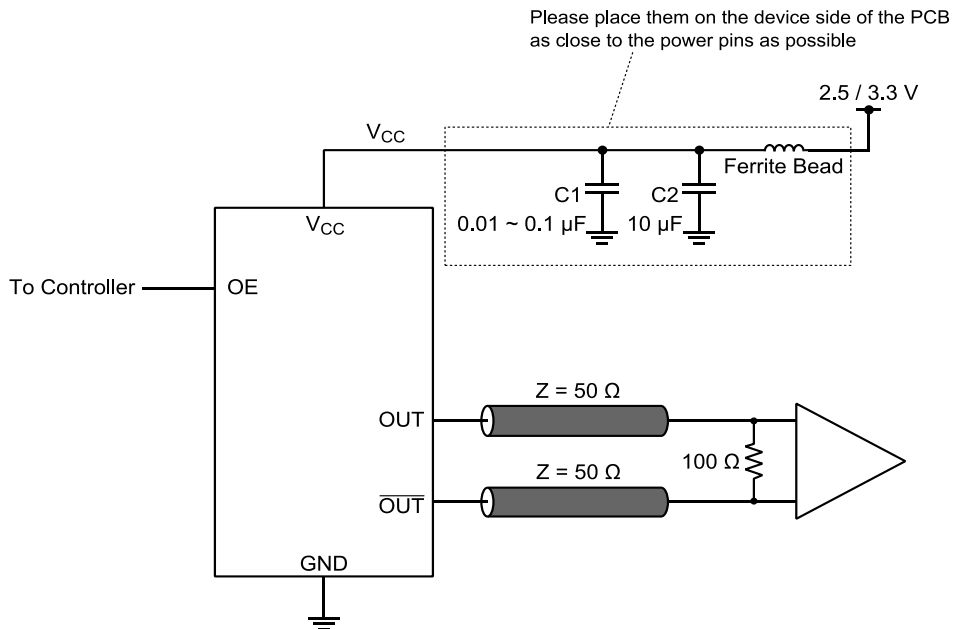 Please place them on the device side of the PCB
as close to the power pins as possible
2.5 / 3.3 V
VCC
Ferrite Bead
C1
0.01 ~ 0.1 µF
C2
10 µF
VCC
To Controller
OE
Z = 50 Ω
OUT
100 Ω
Z = 50 Ω
O̅U̅T̅
GND